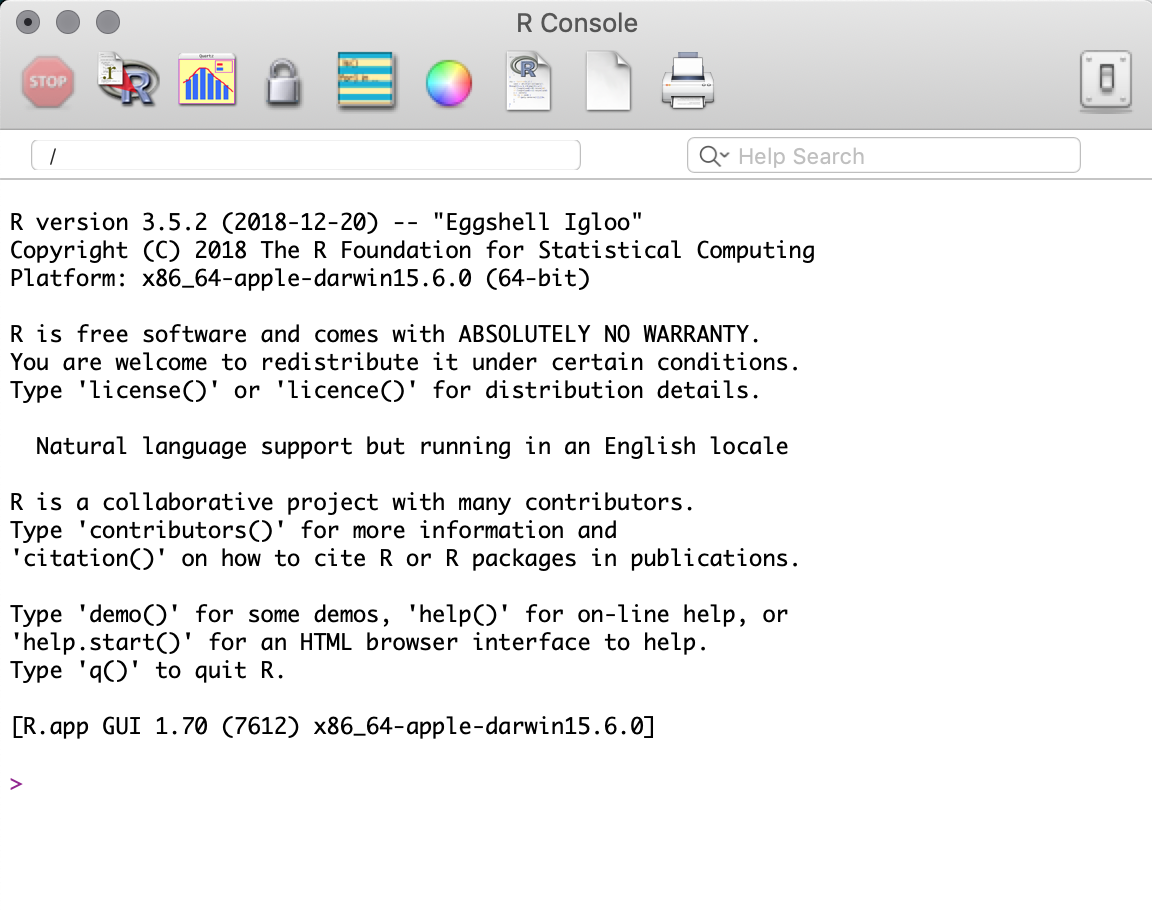 R Console
STOP
/
Help Search
R version 3.5.2 (2018-12-20) -- "Eggshell Igloo"
Copyright (C) 2018 The R Foundation for Statistical Computing
Platform: x86_64-apple-darwin15.6.0 (64-bit)
R is free software and comes with ABSOLUTELY NO WARRANTY.
You are welcome to redistribute it under certain conditions.
Type 'license()' or 'licence()' for distribution details.
Natural language support but running in an English locale
R is a collaborative project with many contributors.
Type 'contributors()' for more information and
'citation()' on how to cite R or R packages in publications.
Type 'demo()' for some demos, 'help()' for on-line help, or
'help.start()' for an HTML browser interface to help.
Type 'q()' to quit R.
[R.app GUI 1.70 (7612) x86_64-apple-darwin15.6.0]
>